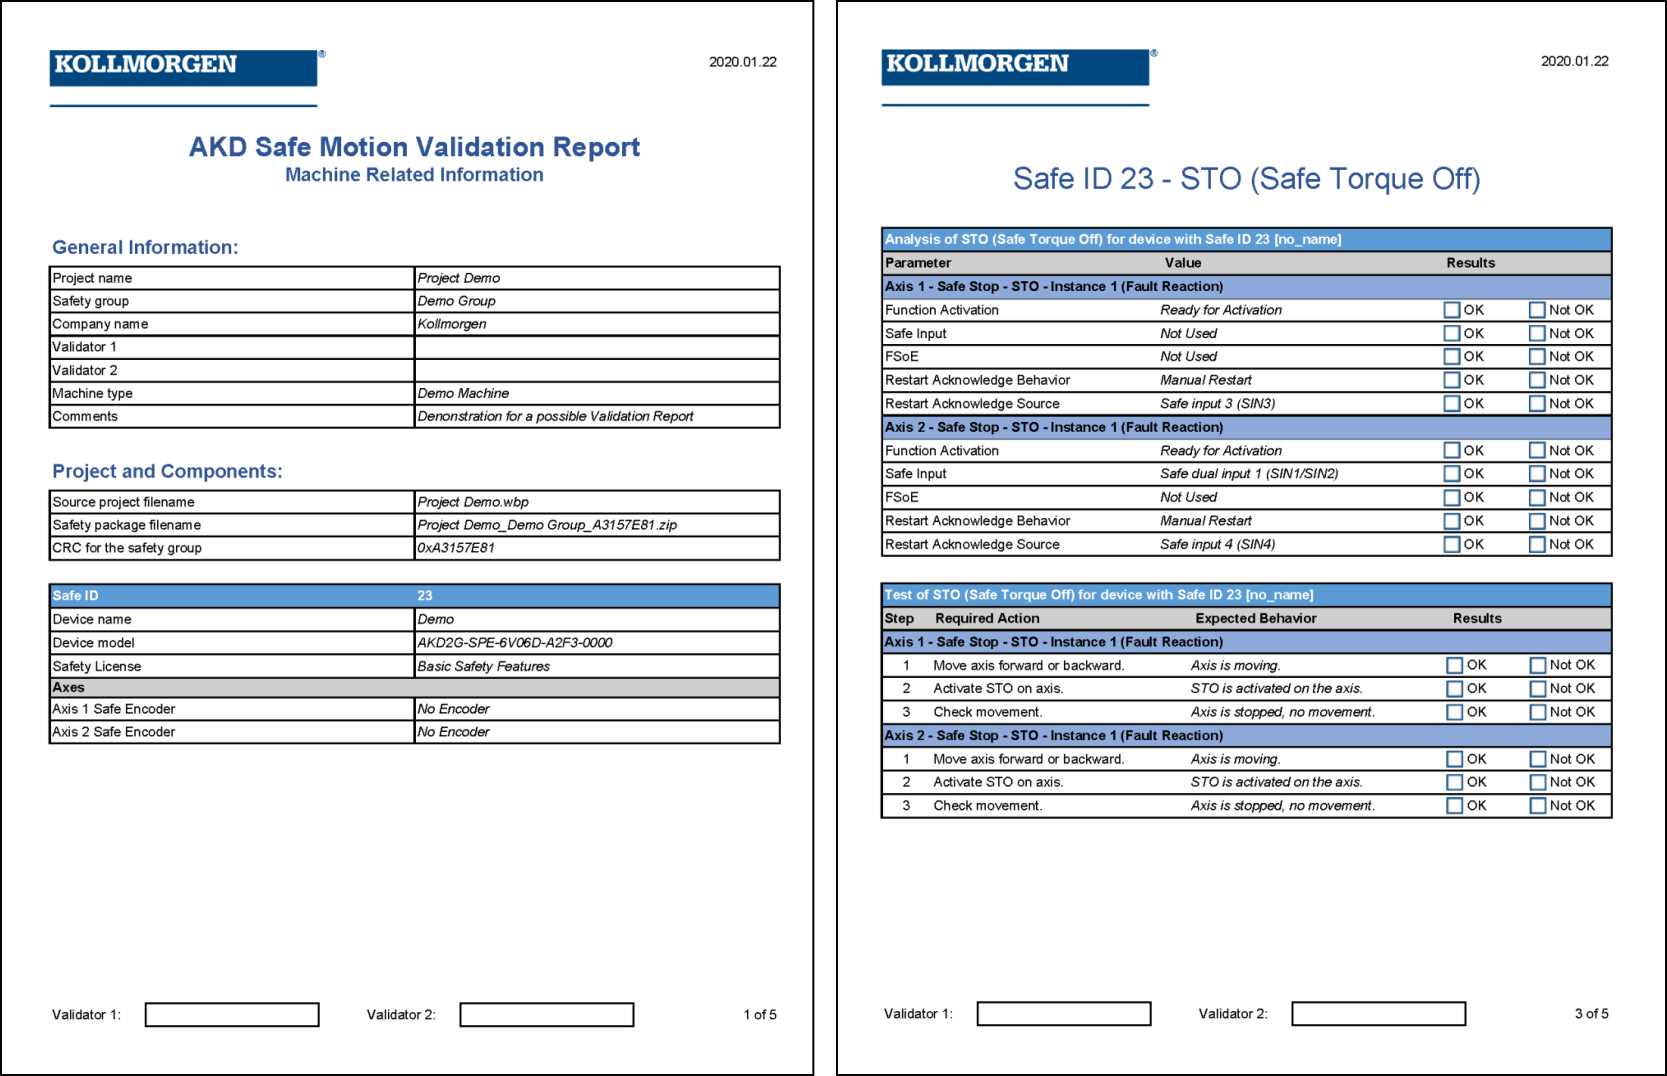 KOLLMORGEN®
2020.01.22
AKD Safe Motion Validation Report
Machine Related Information
General Information:
Project name Project Demo
Safety group Demo Group
Company name Kollmorgen
Validator 1
Validator 2
Machine type Demo Machine
Comments Denonstration for a possible Validation Report
Project and Components:
Source project filename Project Demo.wbp
Safety package filename Project Demo_Demo Group_A3157E81.zip
CRC for the safety group 0xA3157E81
Safe ID 23
Device name Demo
Device model AKD2G-SPE-6V06D-A2F3-0000
Safety License Basic Safety Features
Axes
Axis 1 Safe Encoder No Encoder
Axis 2 Safe Encoder No Encoder
Validator 1: Validator 2: 1 of 5
KOLLMORGEN®
2020.01.22
Safe ID 23 - STO (Safe Torque Off)
Analysis of STO (Safe Torque Off) for device with Safe ID 23 [no_name]
Parameter Value Results
Axis 1 - Safe Stop - STO - Instance 1 (Fault Reaction)
Function Activation Ready for Activation OK Not OK
Safe Input Not Used OK Not OK
FSoE Not Used OK Not OK
Restart Acknowledge Behavior Manual Restart OK Not OK
Restart Acknowledge Source Safe input 3 (SIN3) OK Not OK
Axis 2 - Safe Stop - STO - Instance 1 (Fault Reaction)
Function Activation Ready for Activation OK Not OK
Safe Input Safe dual input 1 (SIN1/SIN2) OK Not OK
FSoE Not Used OK Not OK
Restart Acknowledge Behavior Manual Restart OK Not OK
Restart Acknowledge Source Safe input 4 (SIN4) OK Not OK
Test of STO (Safe Torque Off) for device with Safe ID 23 [no_name]
Step Required Action Expected Behavior Results
Axis 1 - Safe Stop - STO - Instance 1 (Fault Reaction)
1 Move axis forward or backward. Axis is moving. OK Not OK
2 Activate STO on axis. STO is activated on the axis. OK Not OK
3 Check movement. Axis is stopped, no movement. OK Not OK
Axis 2 - Safe Stop - STO - Instance 1 (Fault Reaction)
1 Move axis forward or backward. Axis is moving. OK Not OK
2 Activate STO on axis. STO is activated on the axis. OK Not OK
3 Check movement. Axis is stopped, no movement. OK Not OK
Validator 1: Validator 2: 3 of 5